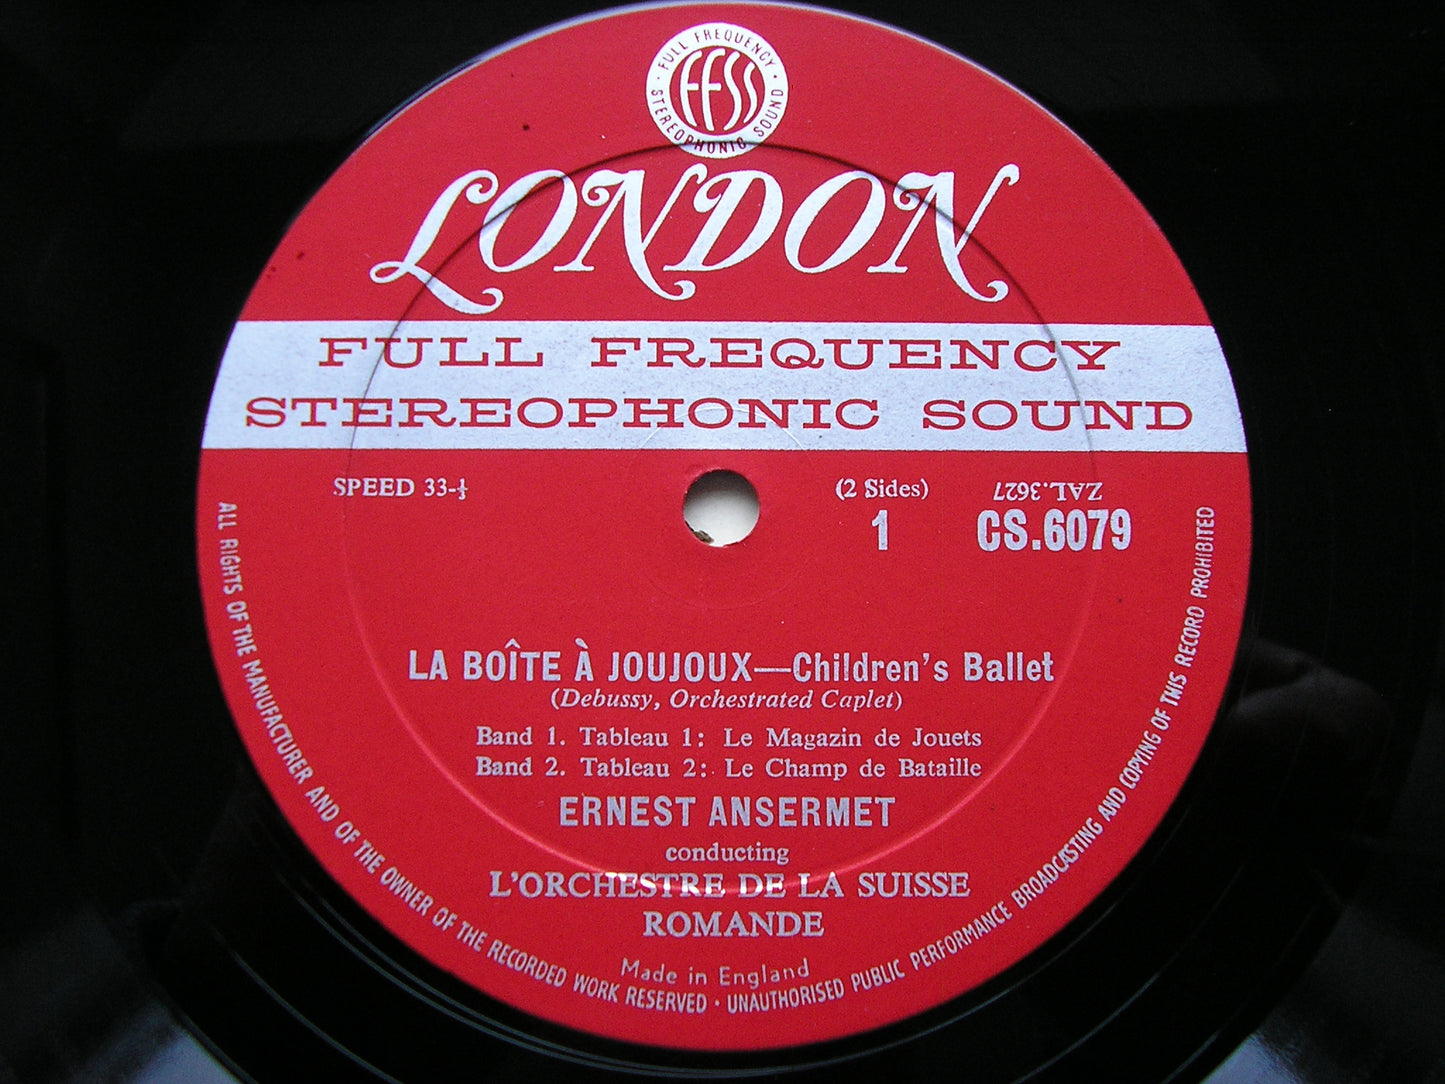 FULL FREQUENCY
FFSS
STEREOPHONIC SOUND
LONDON
FULL FREQUENCY
STEREOPHONIC SOUND
SPEED 33-⅓
(2 Sides)
ZAL.3627
1
CS.6079
LA BOÎTE À JOUJOUX—Children's Ballet
(Debussy, Orchestrated Caplet)
Band 1. Tableau 1: Le Magazin de Jouets
Band 2. Tableau 2: Le Champ de Bataille
ERNEST ANSERMET
conducting
L'ORCHESTRE DE LA SUISSE
ROMANDE
Made in England
ALL RIGHTS OF THE MANUFACTURER AND OF THE OWNER OF THE RECORDED WORK RESERVED · UNAUTHORISED PUBLIC PERFORMANCE BROADCASTING AND COPYING OF THIS RECORD PROHIBITED